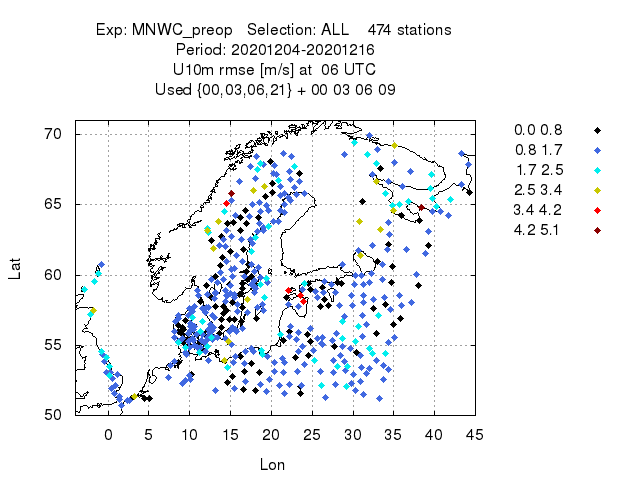 Exp: MNWC_preop   Selection: ALL    474 stations
Period: 20201204-20201216
U10m rmse [m/s] at  06 UTC
Used {00,03,06,21} + 00 03 06 09
0.0 0.8
0.8 1.7
1.7 2.5
2.5 3.4
3.4 4.2
4.2 5.1
70
65
60
55
50
Lat
0 5 10 15 20 25 30 35 40 45
Lon